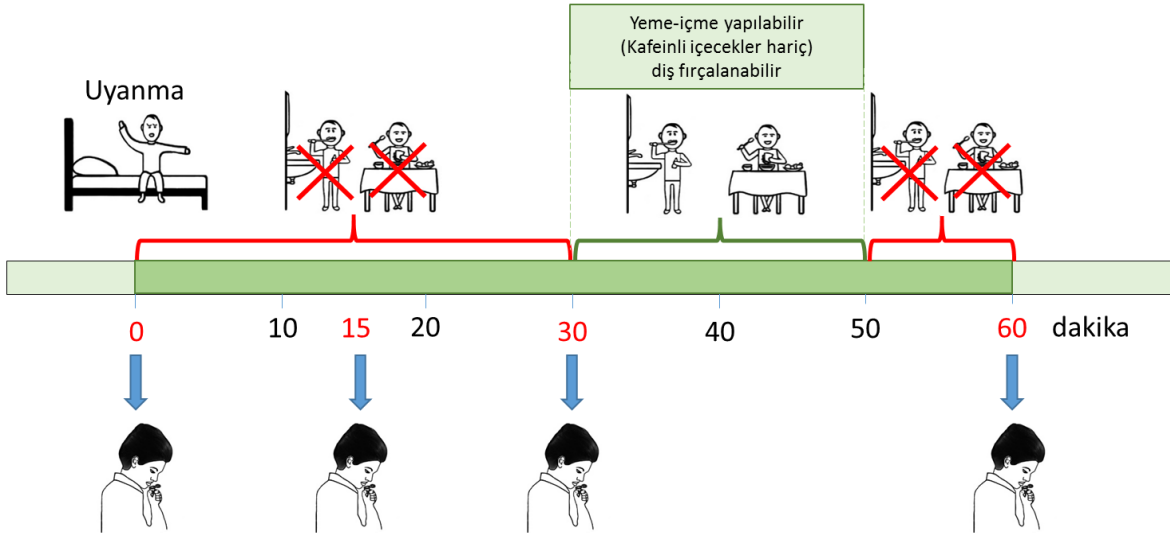 Yeme-içme yapılabilir
(Kafeinli içecekler hariç)
diş fırçalanabilir
Uyanma
0 10 15 20 30 40 50 60 dakika